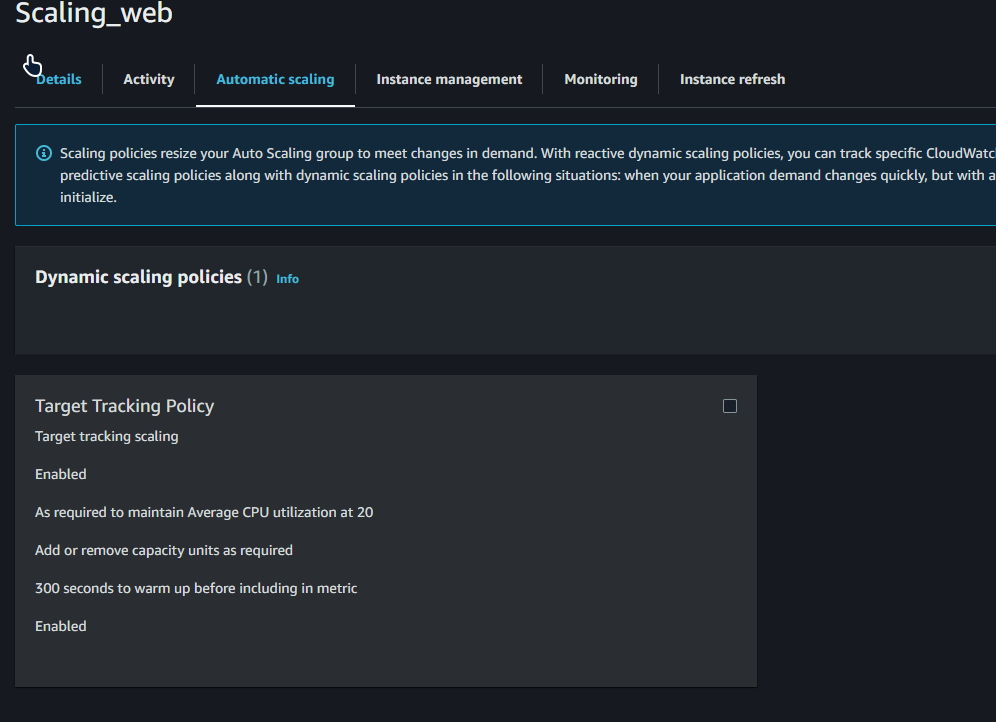 Scaling_web
Details
Activity
Automatic scaling
Instance management
Monitoring
Instance refresh
Scaling policies resize your Auto Scaling group to meet changes in demand. With reactive dynamic scaling policies, you can track specific CloudWatch
predictive scaling policies along with dynamic scaling policies in the following situations: when your application demand changes quickly, but with a
initialize.
Dynamic scaling policies (1) Info
Target Tracking Policy
Target tracking scaling
Enabled
As required to maintain Average CPU utilization at 20
Add or remove capacity units as required
300 seconds to warm up before including in metric
Enabled